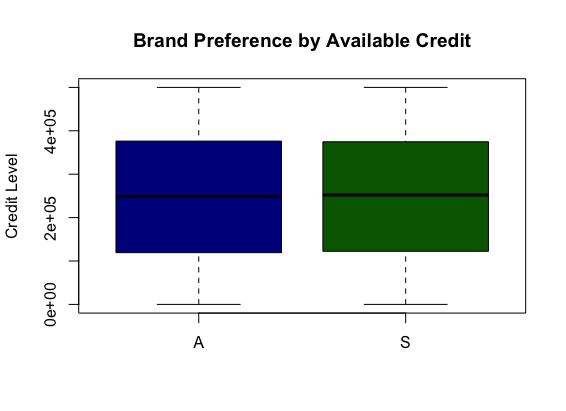 Brand Preference by Available Credit
Credit Level
4e+05
2e+05
0e+00
A
S